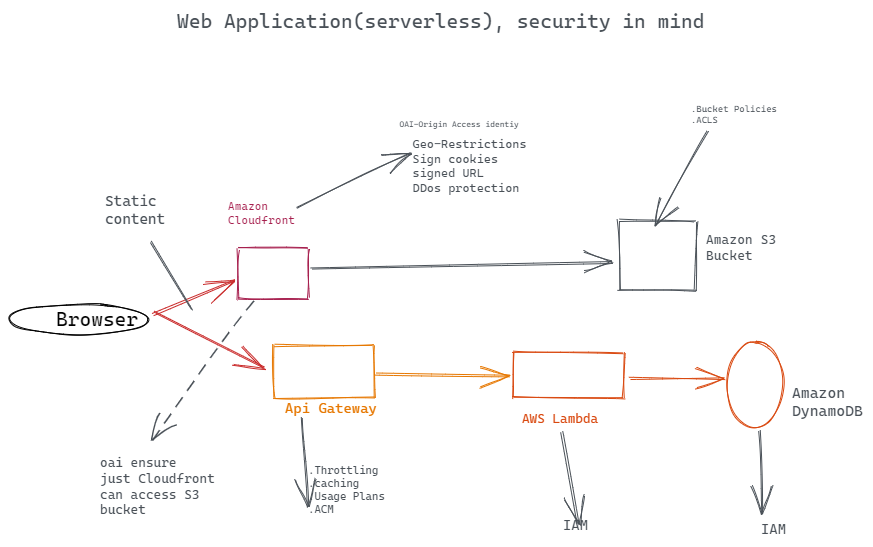 Web Application(serverless), security in mind
.Bucket Policies
.ACLS
OAI-Origin Access identiy
Geo-Restrictions
Sign cookies
signed URL
DDos protection
Static
content
Amazon
Cloudfront
Amazon S3
Bucket
Browser
Api Gateway
AWS Lambda
Amazon
DynamoDB
oai ensure
just Cloudfront
can access S3
bucket
.Throttling
.caching
.Usage Plans
.ACM
IAM
IAM